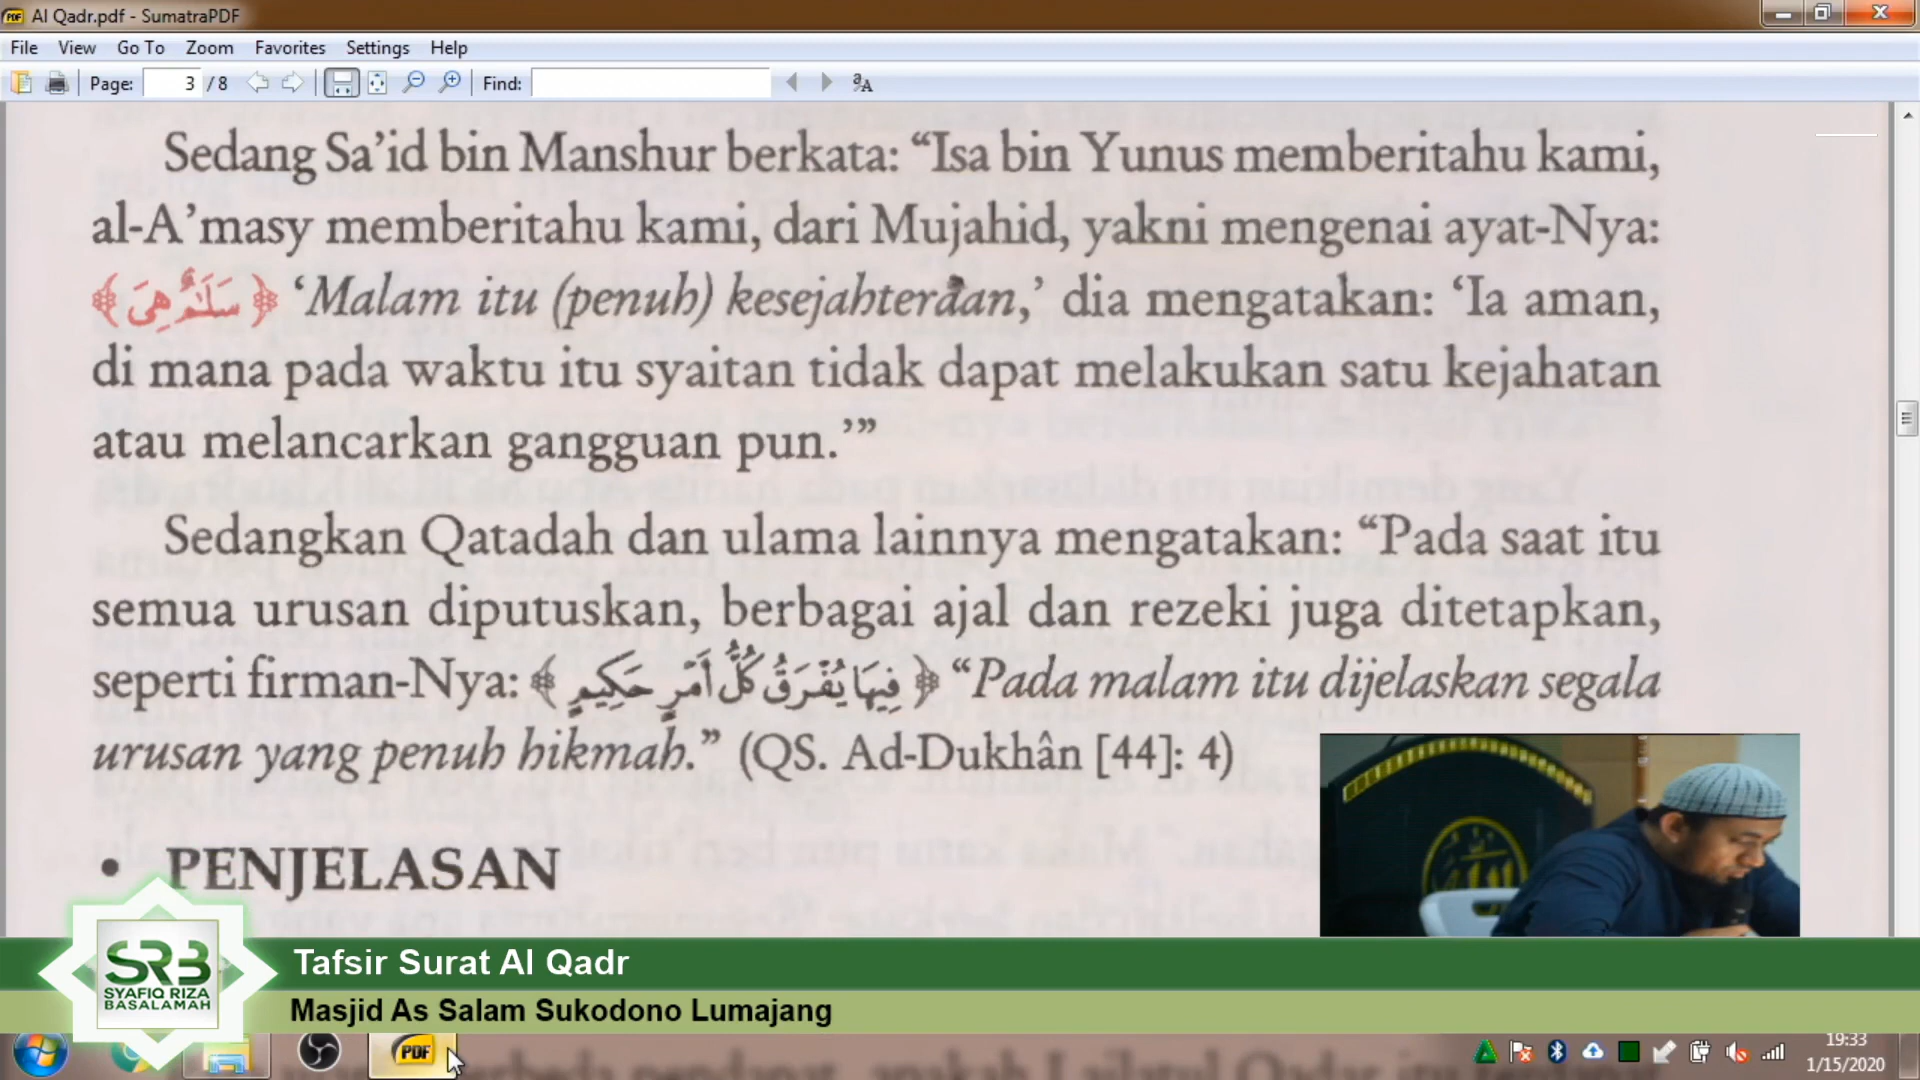 Al Qadr.pdf - SumatraPDF
File View Go To Zoom Favorites Settings Help
Page: 3 / 8 Find:
Sedang Sa’id bin Manshur berkata: “Isa bin Yunus memberitahu kami,
al-A’masy memberitahu kami, dari Mujahid, yakni mengenai ayat-Nya:
﴿ سَلَٰمٌ هِىَ ﴾ ‘Malam itu (penuh) kesejahteraan,’ dia mengatakan: ‘Ia aman,
di mana pada waktu itu syaitan tidak dapat melakukan satu kejahatan
atau melancarkan gangguan pun.’”
Sedangkan Qatadah dan ulama lainnya mengatakan: “Pada saat itu
semua urusan diputuskan, berbagai ajal dan rezeki juga ditetapkan,
seperti firman-Nya: ﴿ فِيهَا يُفْرَقُ كُلُّ أَمْرٍ حَكِيمٍ ﴾ “Pada malam itu dijelaskan segala
urusan yang penuh hikmah.” (QS. Ad-Dukhân [44]: 4)
• PENJELASAN
SRB
SYAFIQ RIZA
BASALAMAH
Tafsir Surat Al Qadr
Masjid As Salam Sukodono Lumajang
PDF
19:33
1/15/2020